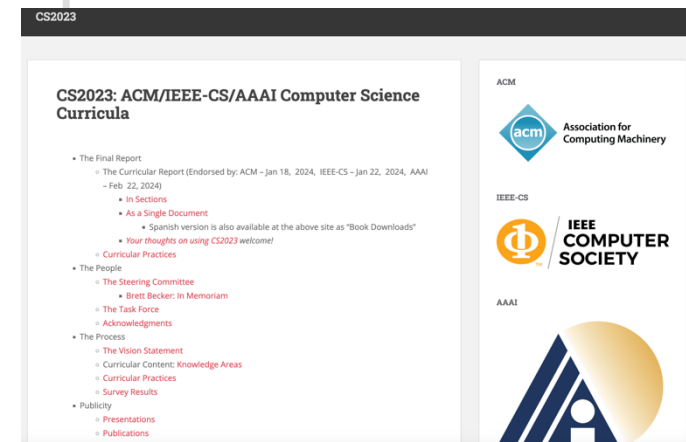 CS2023
CS2023: ACM/IEEE-CS/AAAI Computer Science
Curricula
The Final Report
The Curricular Report (Endorsed by: ACM – Jan 18, 2024, IEEE-CS – Jan 22, 2024, AAAI
– Feb 22, 2024)
In Sections
As a Single Document
Spanish version is also available at the above site as “Book Downloads”
Your thoughts on using CS2023 welcome!
Curricular Practices
The People
The Steering Committee
Brett Becker: In Memoriam
The Task Force
Acknowledgments
The Process
The Vision Statement
Curricular Content: Knowledge Areas
Curricular Practices
Survey Results
Publicity
Presentations
Publications
ACM
acm
Association for
Computing Machinery
IEEE-CS
IEEE
COMPUTER
SOCIETY
TM
AAAI